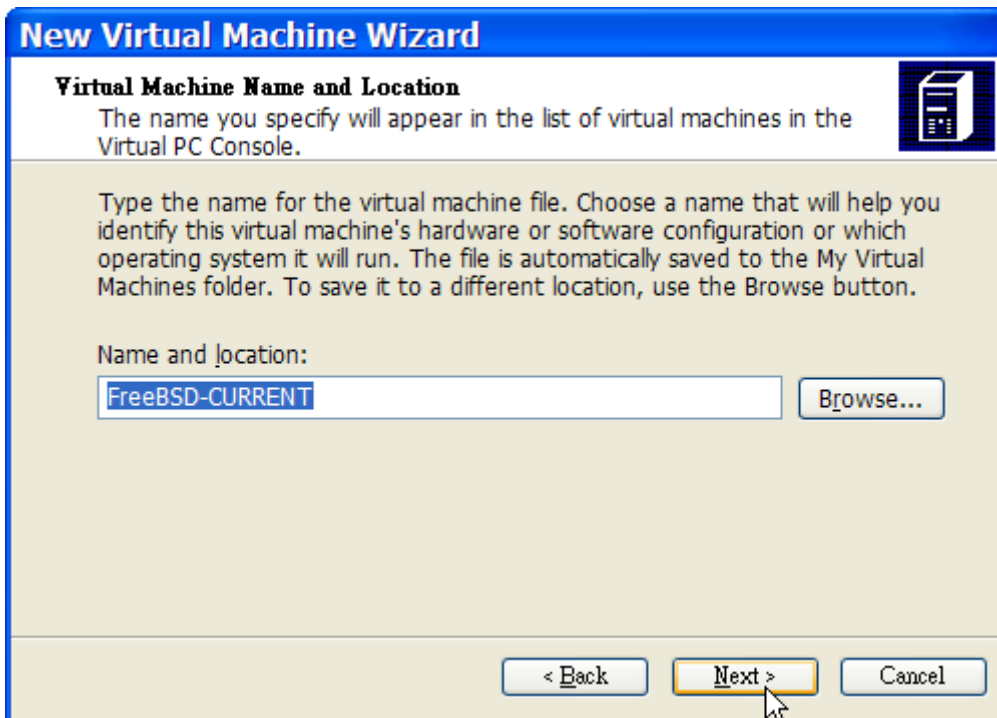 New Virtual Machine Wizard
Virtual Machine Name and Location
The name you specify will appear in the list of virtual machines in the
Virtual PC Console.
Type the name for the virtual machine file. Choose a name that will help you
identify this virtual machine's hardware or software configuration or which
operating system it will run. The file is automatically saved to the My Virtual
Machines folder. To save it to a different location, use the Browse button.
Name and location:
FreeBSD-CURRENT
Browse...
< Back
Next >
Cancel